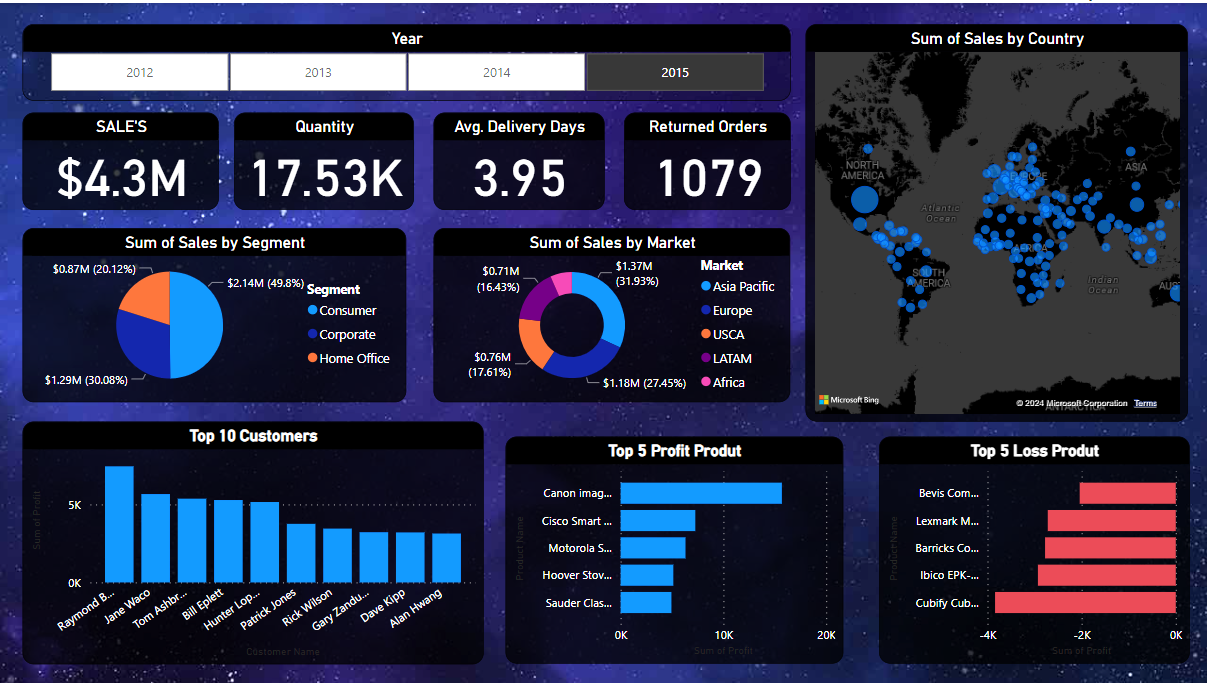 Year
2012
2013
2014
2015
SALE'S
$4.3M
Quantity
17.53K
Avg. Delivery Days
3.95
Returned Orders
1079
Sum of Sales by Country
NORTH
AMERICA
EUROPE
ASIA
Atlantic
Ocean
AFRICA
SOUTH
AMERICA
Indian
Ocean
AUS
Microsoft Bing
© 2024 Microsoft Corporation
Terms
ANTARCTICA
Sum of Sales by Segment
$0.87M (20.12%)
$2.14M (49.8%)
$1.29M (30.08%)
Segment
Consumer
Corporate
Home Office
Sum of Sales by Market
$0.71M
(16.43%)
$1.37M
(31.93%)
$0.76M
(17.61%)
$1.18M (27.45%)
Market
Asia Pacific
Europe
USCA
LATAM
Africa
Top 10 Customers
Sum of Profit
5K
0K
Raymond B...
Jane Waco
Tom Ashbr...
Bill Eplett
Hunter Lop...
Patrick Jones
Rick Wilson
Gary Zandu...
Dave Kipp
Alan Hwang
Customer Name
Top 5 Profit Produt
Product Name
Canon imag...
Cisco Smart ...
Motorola S...
Hoover Stov...
Sauder Clas...
0K
10K
20K
Sum of Profit
Top 5 Loss Produt
Product Name
Bevis Com...
Lexmark M...
Barricks Co...
Ibico EPK-...
Cubify Cub...
-4K
-2K
0K
Sum of Profit